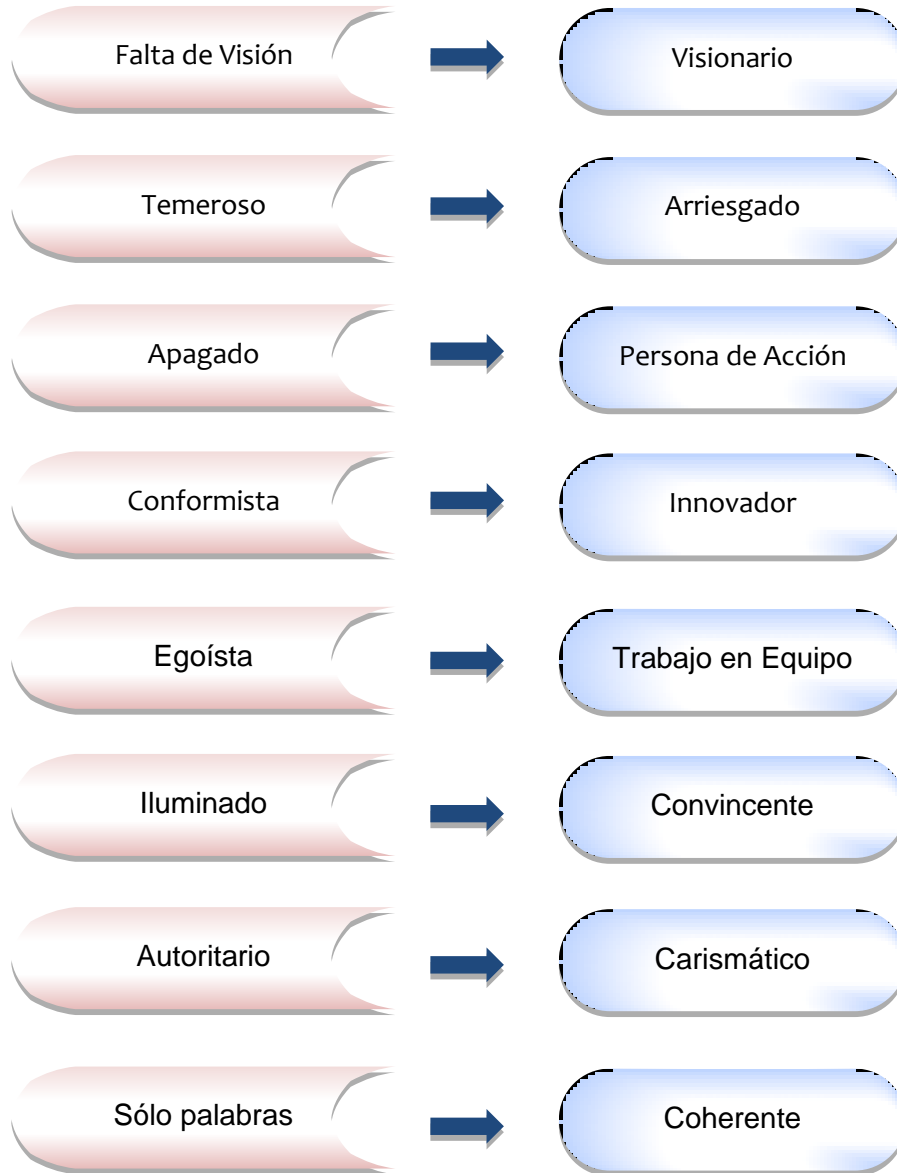 Falta de Visión
Visionario
Temeroso
Arriesgado
Apagado
Persona de Acción
Conformista
Innovador
Egoísta
Trabajo en Equipo
Iluminado
Convincente
Autoritario
Carismático
Sólo palabras
Coherente